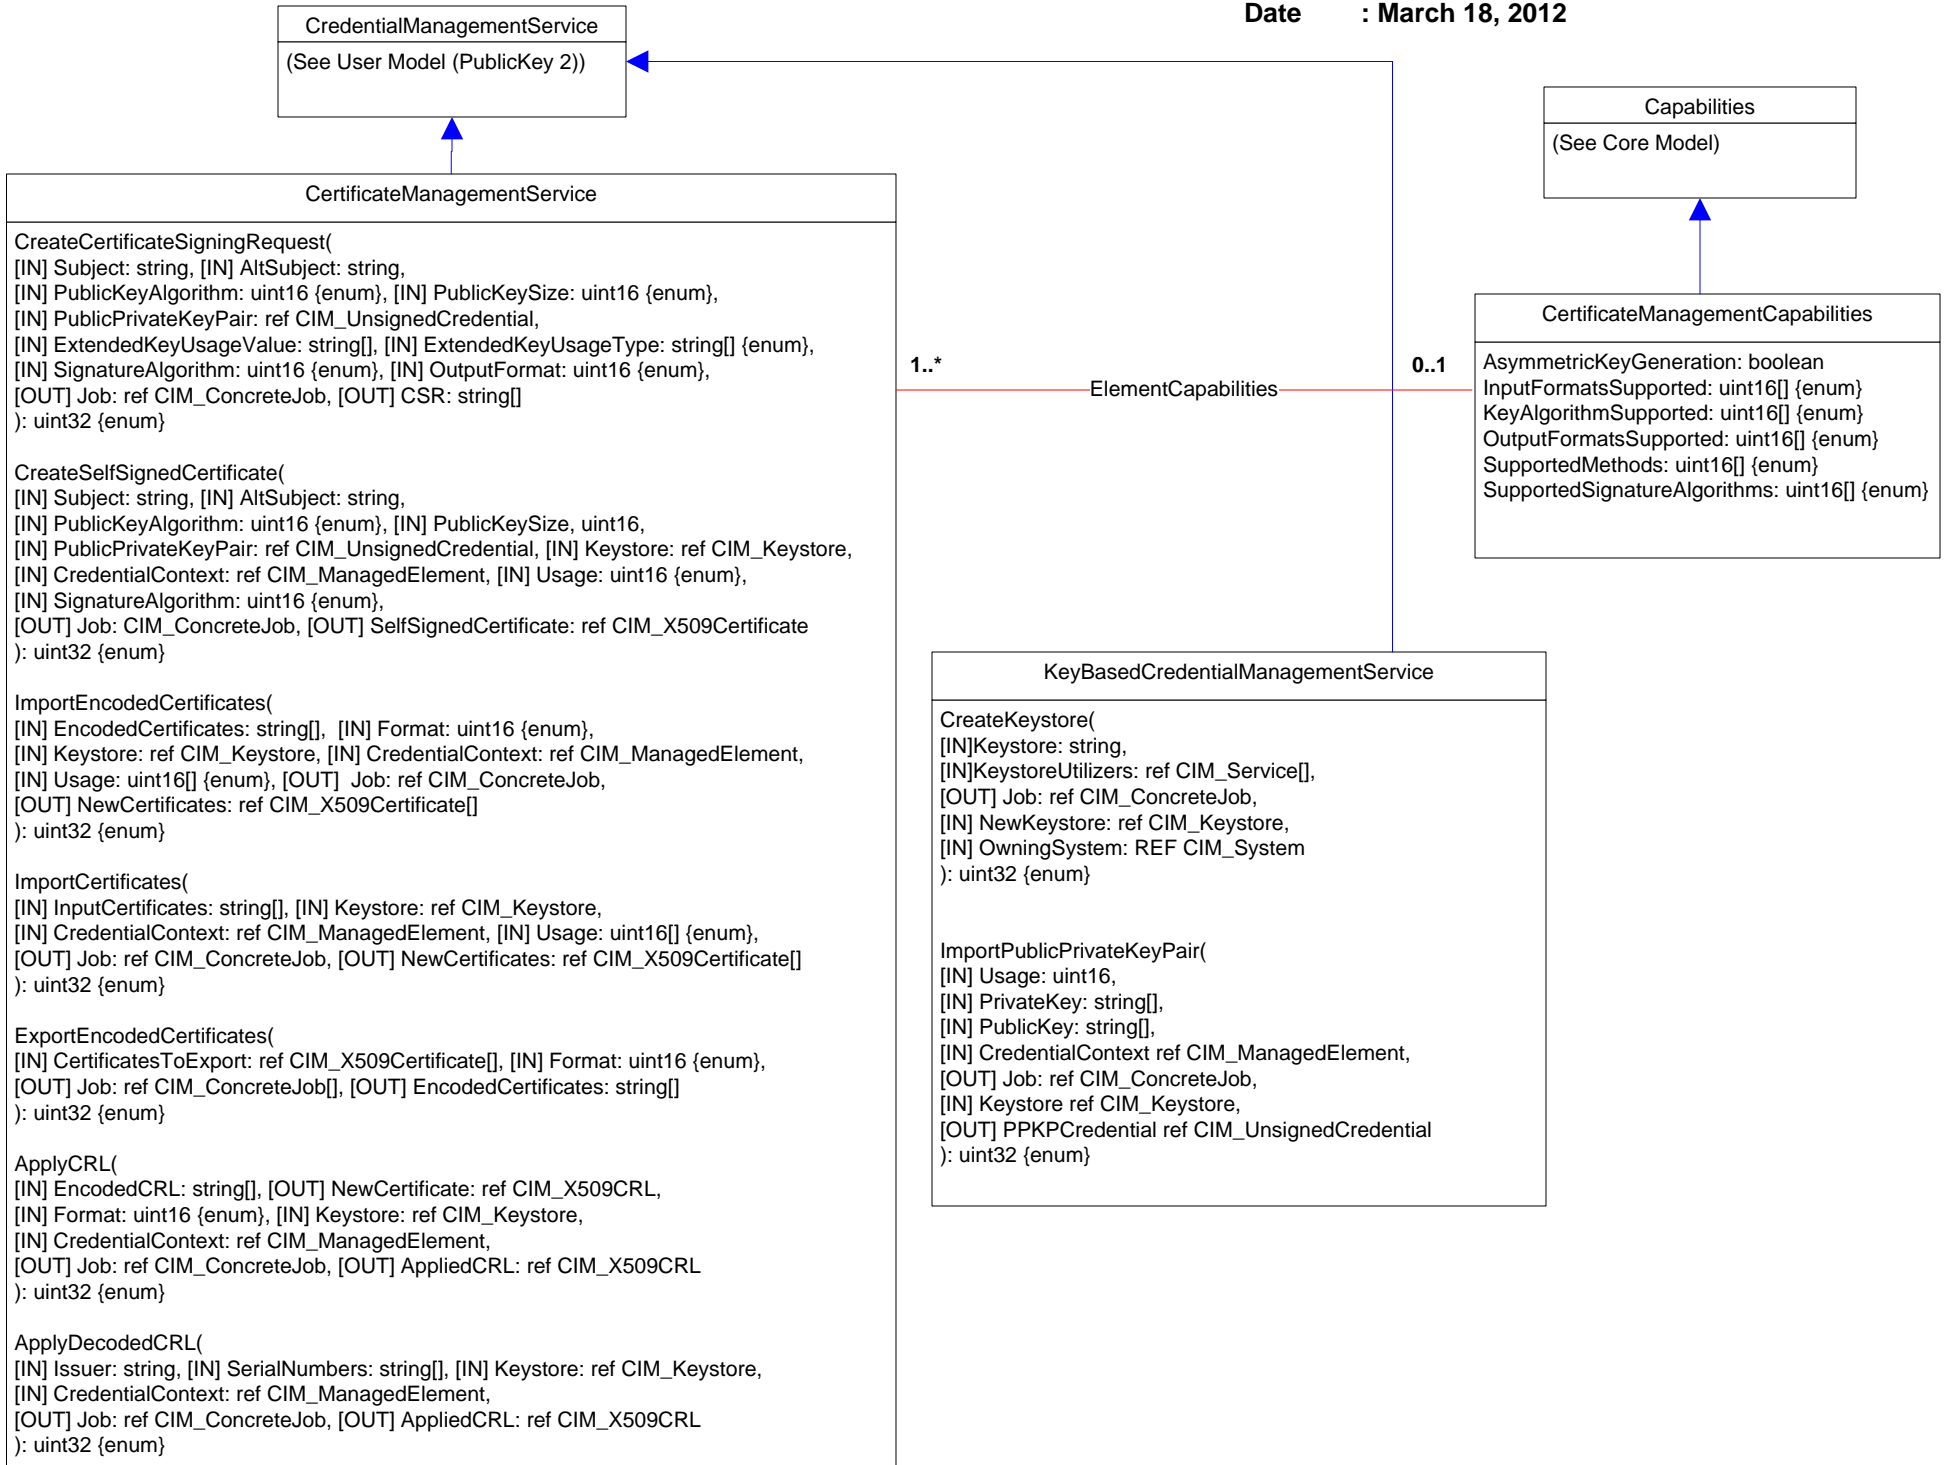 Date : March 18, 2012
CredentialManagementService
(See User Model (PublicKey 2))
Capabilities
(See Core Model)
CertificateManagementService
CreateCertificateSigningRequest(
[IN] Subject: string, [IN] AltSubject: string,
[IN] PublicKeyAlgorithm: uint16 {enum}, [IN] PublicKeySize: uint16 {enum},
[IN] PublicPrivateKeyPair: ref CIM_UnsignedCredential,
[IN] ExtendedKeyUsageValue: string[], [IN] ExtendedKeyUsageType: string[] {enum},
[IN] SignatureAlgorithm: uint16 {enum}, [IN] OutputFormat: uint16 {enum},
[OUT] Job: ref CIM_ConcreteJob, [OUT] CSR: string[]
): uint32 {enum}
CreateSelfSignedCertificate(
[IN] Subject: string, [IN] AltSubject: string,
[IN] PublicKeyAlgorithm: uint16 {enum}, [IN] PublicKeySize, uint16,
[IN] PublicPrivateKeyPair: ref CIM_UnsignedCredential, [IN] Keystore: ref CIM_Keystore,
[IN] CredentialContext: ref CIM_ManagedElement, [IN] Usage: uint16 {enum},
[IN] SignatureAlgorithm: uint16 {enum},
[OUT] Job: CIM_ConcreteJob, [OUT] SelfSignedCertificate: ref CIM_X509Certificate
): uint32 {enum}
ImportEncodedCertificates(
[IN] EncodedCertificates: string[], [IN] Format: uint16 {enum},
[IN] Keystore: ref CIM_Keystore, [IN] CredentialContext: ref CIM_ManagedElement,
[IN] Usage: uint16[] {enum}, [OUT] Job: ref CIM_ConcreteJob,
[OUT] NewCertificates: ref CIM_X509Certificate[]
): uint32 {enum}
ImportCertificates(
[IN] InputCertificates: string[], [IN] Keystore: ref CIM_Keystore,
[IN] CredentialContext: ref CIM_ManagedElement, [IN] Usage: uint16[] {enum},
[OUT] Job: ref CIM_ConcreteJob, [OUT] NewCertificates: ref CIM_X509Certificate[]
): uint32 {enum}
ExportEncodedCertificates(
[IN] CertificatesToExport: ref CIM_X509Certificate[], [IN] Format: uint16 {enum},
[OUT] Job: ref CIM_ConcreteJob[], [OUT] EncodedCertificates: string[]
): uint32 {enum}
ApplyCRL(
[IN] EncodedCRL: string[], [OUT] NewCertificate: ref CIM_X509CRL,
[IN] Format: uint16 {enum}, [IN] Keystore: ref CIM_Keystore,
[IN] CredentialContext: ref CIM_ManagedElement,
[OUT] Job: ref CIM_ConcreteJob, [OUT] AppliedCRL: ref CIM_X509CRL
): uint32 {enum}
ApplyDecodedCRL(
[IN] Issuer: string, [IN] SerialNumbers: string[], [IN] Keystore: ref CIM_Keystore,
[IN] CredentialContext: ref CIM_ManagedElement,
[OUT] Job: ref CIM_ConcreteJob, [OUT] AppliedCRL: ref CIM_X509CRL
): uint32 {enum}
1..*
ElementCapabilities
0..1
CertificateManagementCapabilities
AsymmetricKeyGeneration: boolean
InputFormatsSupported: uint16[] {enum}
KeyAlgorithmSupported: uint16[] {enum}
OutputFormatsSupported: uint16[] {enum}
SupportedMethods: uint16[] {enum}
SupportedSignatureAlgorithms: uint16[] {enum}
KeyBasedCredentialManagementService
CreateKeystore(
[IN]Keystore: string,
[IN]KeystoreUtilizers: ref CIM_Service[],
[OUT] Job: ref CIM_ConcreteJob,
[IN] NewKeystore: ref CIM_Keystore,
[IN] OwningSystem: REF CIM_System
): uint32 {enum}
ImportPublicPrivateKeyPair(
[IN] Usage: uint16,
[IN] PrivateKey: string[],
[IN] PublicKey: string[],
[IN] CredentialContext ref CIM_ManagedElement,
[OUT] Job: ref CIM_ConcreteJob,
[IN] Keystore ref CIM_Keystore,
[OUT] PPKPCredential ref CIM_UnsignedCredential
): uint32 {enum}